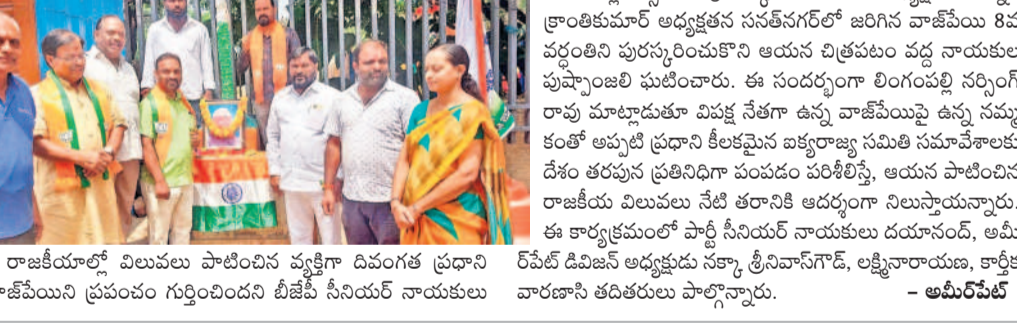 రాజకీయాల్లో విలువలు పాటించిన వ్యక్తిగా దివంగత ప్రధాని
వాజ్‌పేయిని ప్రపంచం గుర్తించిందని బీజేపీ సీనియర్ నాయకులు
క్రాంతికుమార్ అధ్యక్షతన సనత్‌నగర్‌లో జరిగిన వాజ్‌పేయి 8వ
వర్ధంతిని పురస్కరించుకొని ఆయన చిత్రపటం వద్ద నాయకుల
పుష్పాంజలి ఘటించారు. ఈ సందర్భంగా లింగంపల్లి నర్సింగ్
రావు మాట్లాడుతూ విపక్ష నేతగా ఉన్న వాజ్‌పేయిపై ఉన్న నమ్మ
కంతో అప్పటి ప్రధాని కీలకమైన ఐక్యరాజ్య సమితి సమావేశాలకు
దేశం తరపున ప్రతినిధిగా పంపడం పరిశీలిస్తే, ఆయన పాటించిన
రాజకీయ విలువలు నేటి తరానికి ఆదర్శంగా నిలుస్తాయన్నారు.
ఈ కార్యక్రమంలో పార్టీ సీనియర్ నాయకులు దయానంద్, అమీ
ర్‌పేట్ డివిజన్ అధ్యక్షుడు నక్కా శ్రీనివాస్‌గౌడ్, లక్ష్మినారాయణ, కార్తీక
వారణాసి తదితరులు పాల్గొన్నారు. – అమీర్‌పేట్